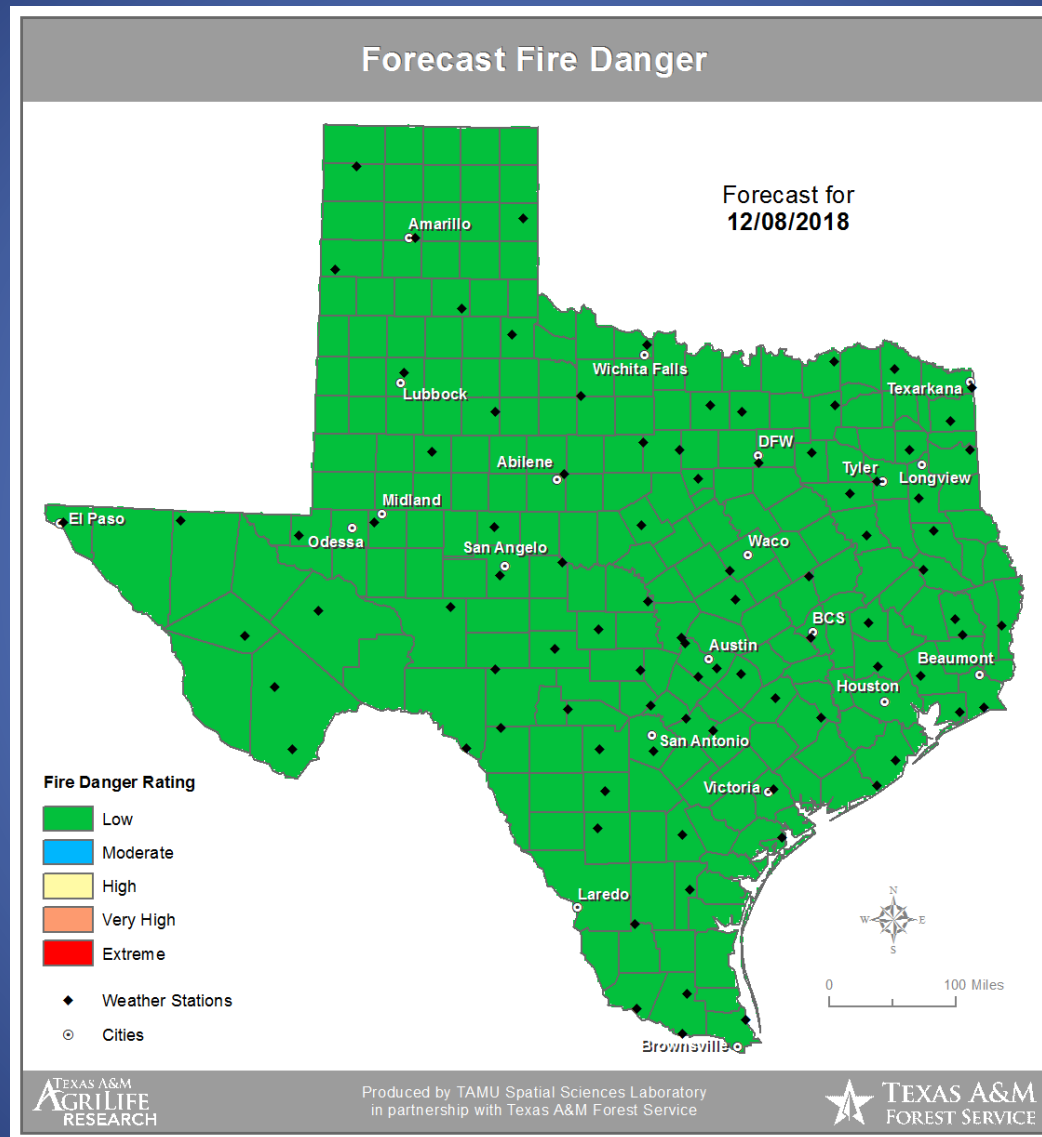 Forecast Fire Danger
Forecast for
12/08/2018
Amarillo
Wichita Falls
Lubbock
Texarkana
DFW
Abilene
Tyler
Longview
Midland
El Paso
Odessa
San Angelo
Waco
BCS
Austin
Beaumont
Houston
San Antonio
Victoria
Laredo
Brownsville
Fire Danger Rating
Low
Moderate
High
Very High
Extreme
Weather Stations
Cities
N
W
E
S
0
100 Miles
TEXAS A&M
AGRILIFE
RESEARCH
Produced by TAMU Spatial Sciences Laboratory
in partnership with Texas A&M Forest Service
TEXAS A&M
FOREST SERVICE